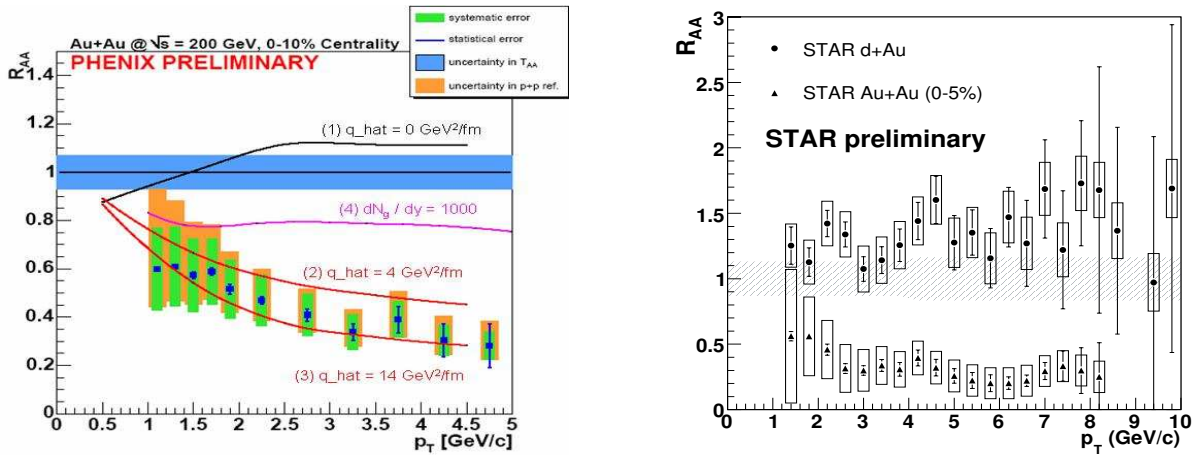 systematic error
statistical error
uncertainty in T_AA
uncertainty in p+p ref.
Au+Au @ √s = 200 GeV, 0-10% Centrality
PHENIX PRELIMINARY
R_AA
1.4
1.2
1
0.8
0.6
0.4
0.2
0
(1) q_hat = 0 GeV²/fm
(4) dN_g / dy = 1000
(2) q_hat = 4 GeV²/fm
(3) q_hat = 14 GeV²/fm
0 0.5 1 1.5 2 2.5 3 3.5 4 4.5 5
p_T [GeV/c]
R_AA
3
2.5
2
1.5
1
0.5
0
STAR d+Au
STAR Au+Au (0-5%)
STAR preliminary
0 1 2 3 4 5 6 7 8 9 10
p_T (GeV/c)